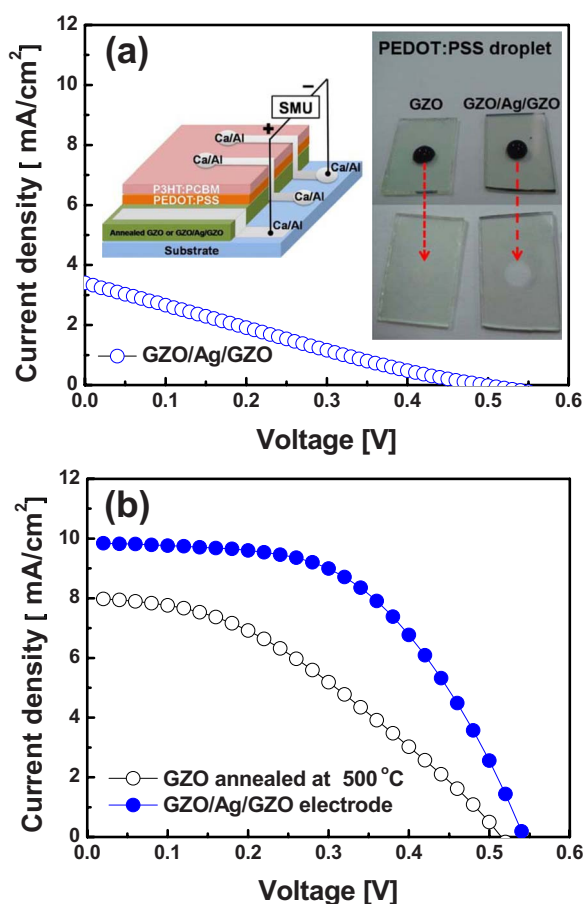 (a)
PEDOT:PSS droplet
GZO
GZO/Ag/GZO
SMU
+
−
Ca/Al
Ca/Al
Ca/Al
Ca/Al
P3HT:PCBM
PEDOT:PSS
Ca/Al
Annealed GZO or GZO/Ag/GZO
Substrate
GZO/Ag/GZO
Current density [ mA/cm²]
12
10
8
6
4
2
0
0.0 0.1 0.2 0.3 0.4 0.5 0.6
Voltage [V]
(b)
GZO annealed at 500 °C
GZO/Ag/GZO electrode
Current density [ mA/cm²]
12
10
8
6
4
2
0
0.0 0.1 0.2 0.3 0.4 0.5 0.6
Voltage [V]